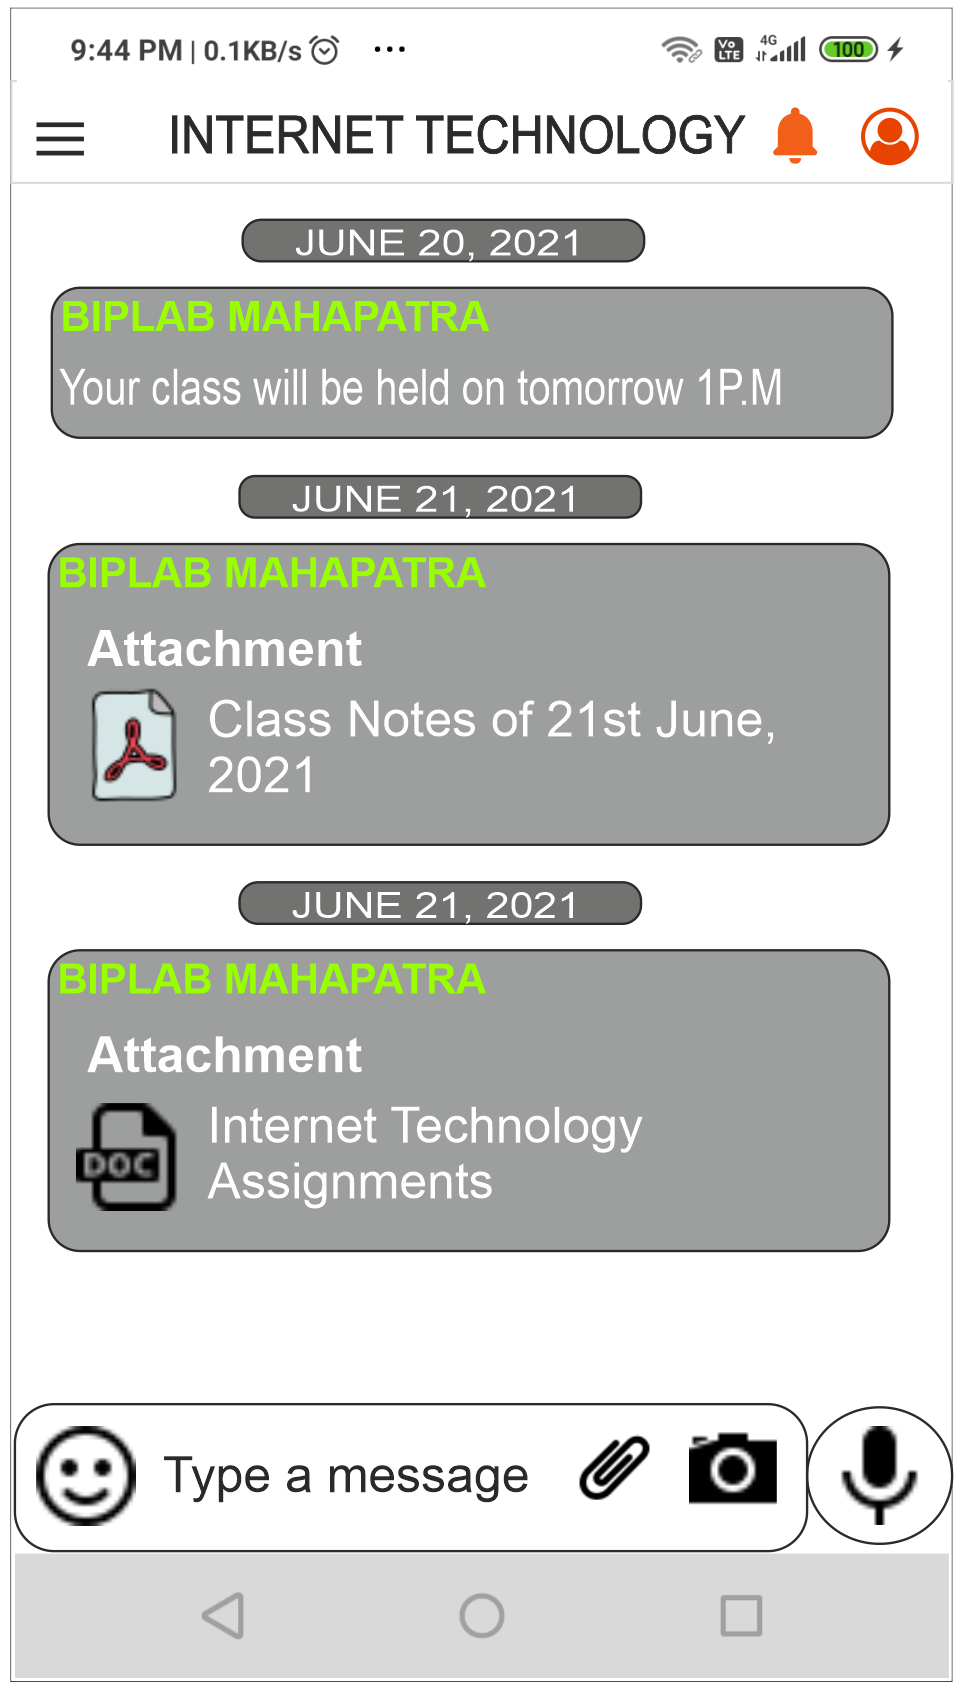 9:44 PM | 0.1KB/s ... Vo LTE 4G 100
INTERNET TECHNOLOGY
JUNE 20, 2021
BIPLAB MAHAPATRA
Your class will be held on tomorrow 1P.M
JUNE 21, 2021
BIPLAB MAHAPATRA
Attachment
Class Notes of 21st June,
2021
JUNE 21, 2021
BIPLAB MAHAPATRA
Attachment
DOC
Internet Technology
Assignments
Type a message